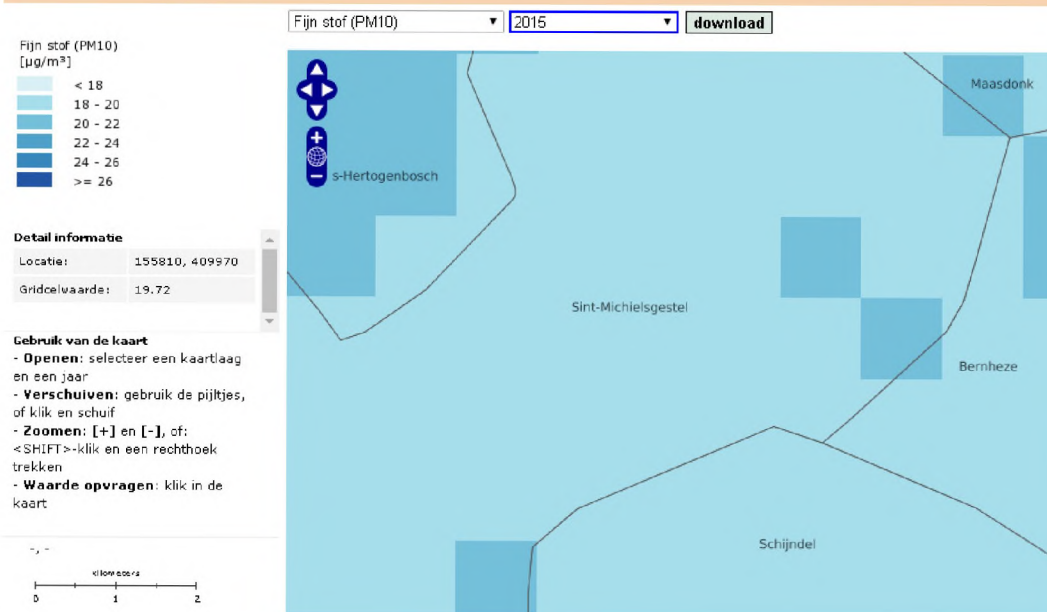 Fijn stof (PM10) 2015 download
Fijn stof (PM10)
[µg/m³]
< 18
18 - 20
20 - 22
22 - 24
24 - 26
>= 26
Maasdonk
s-Hertogenbosch
Sint-Michielsgestel
Bernheze
Schijndel
Detail informatie
Locatie: 155810, 409970
Gridcelwaarde: 19.72
Gebruik van de kaart
- Openen: selecteer een kaartlaag
en een jaar
- Verschuiven: gebruik de pijltjes,
of klik en schuif
- Zoomen: [+] en [-], of:
<SHIFT>-klik en een rechthoek
trekken
- Waarde opvragen: klik in de
kaart
-, -
kilometers
0 1 2